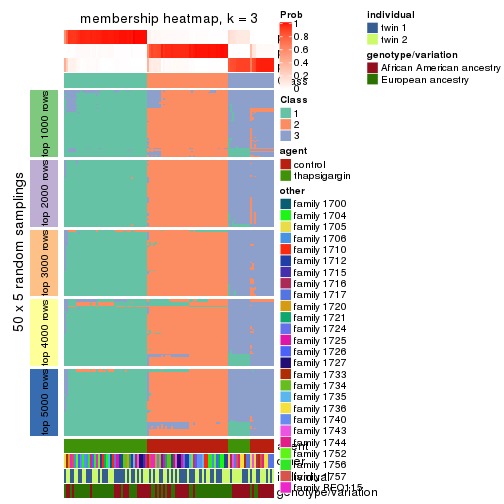 membership heatmap, k = 3
50 x 5 random samplings
top 1000 rows
top 2000 rows
top 3000 rows
top 4000 rows
top 5000 rows
agent
individual
genotype/variation
Prob
1
0.8
0.6
0.4
0.2
0
Class
1
2
3
agent
control
thapsigargin
other
family 1700
family 1704
family 1705
family 1706
family 1710
family 1712
family 1715
family 1716
family 1717
family 1720
family 1721
family 1724
family 1725
family 1726
family 1727
family 1733
family 1734
family 1735
family 1736
family 1740
family 1743
family 1744
family 1752
family 1756
family 1757
family REO115
individual
twin 1
twin 2
genotype/variation
African American ancestry
European ancestry